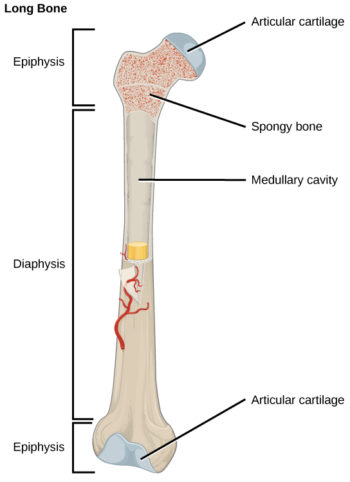 Long Bone
Articular cartilage
Epiphysis
Spongy bone
Medullary cavity
Diaphysis
Articular cartilage
Epiphysis